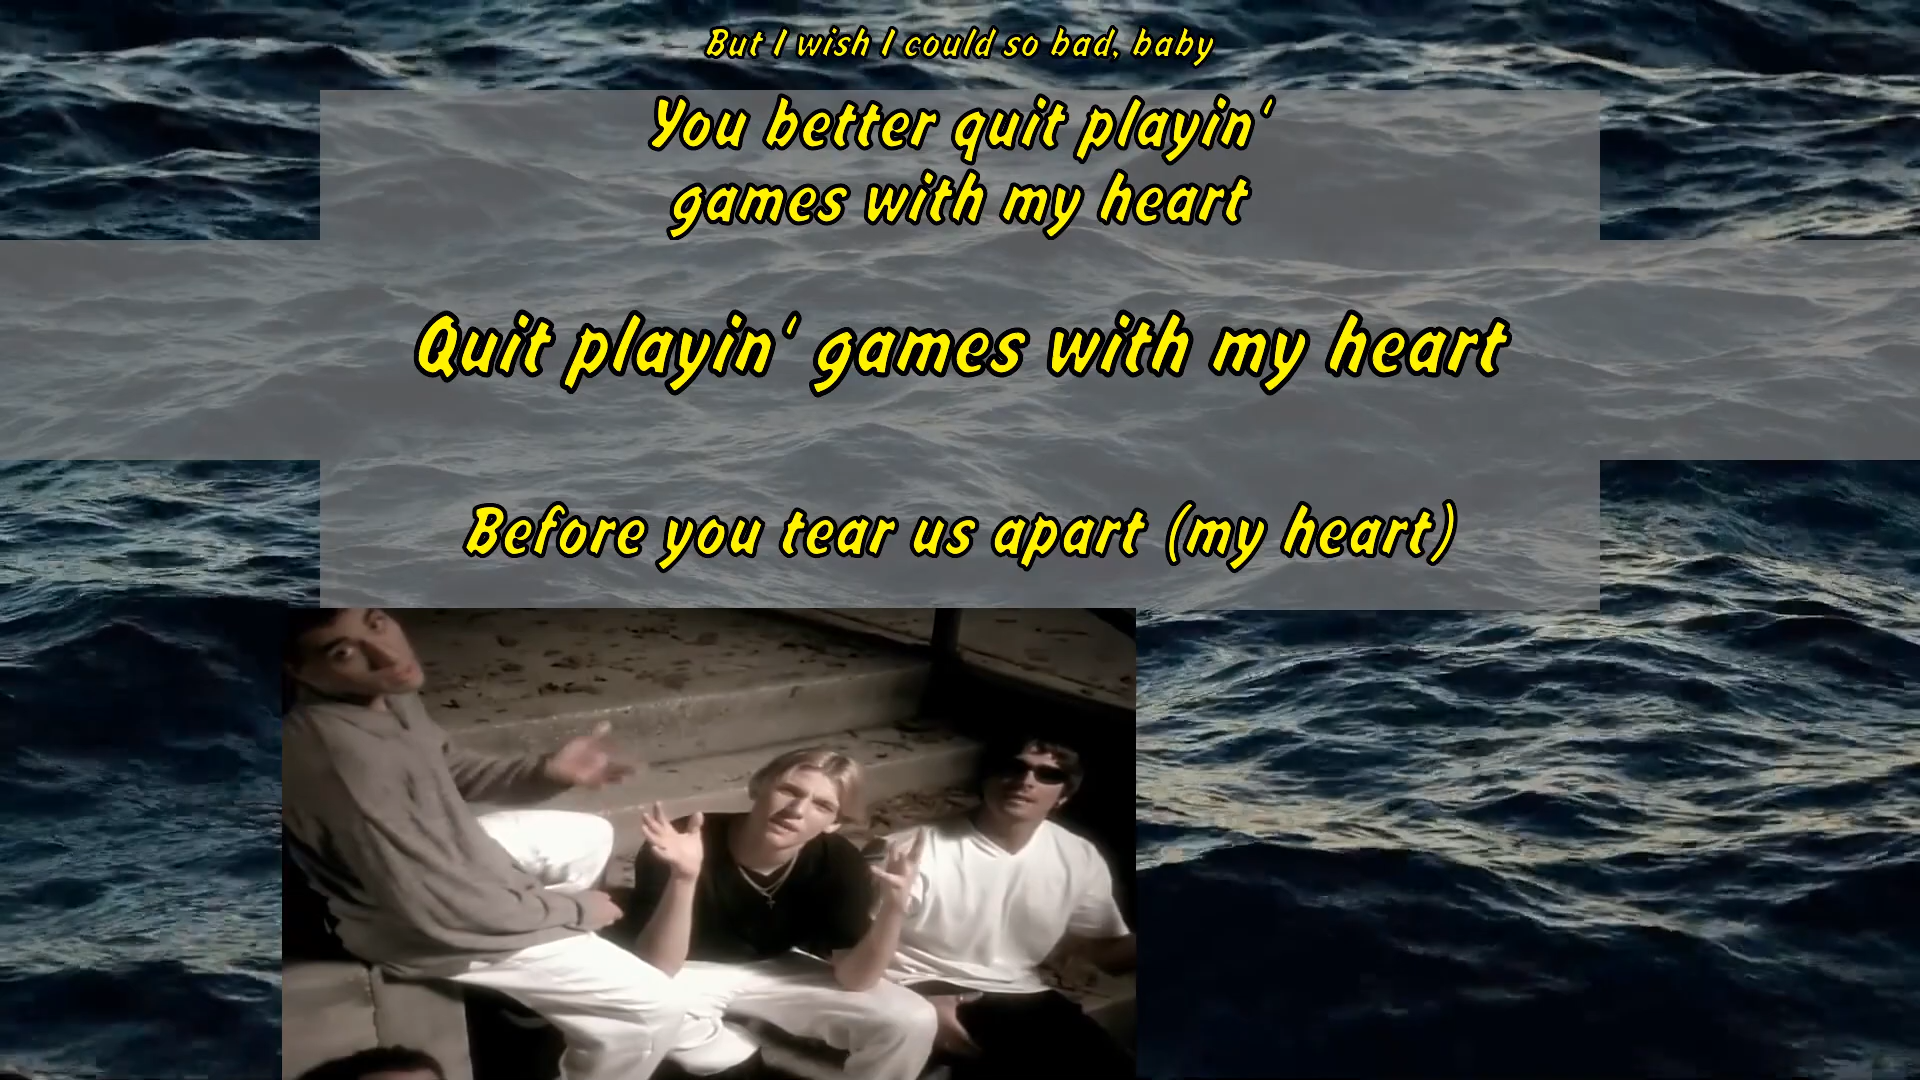 But I wish I could so bad, baby
You better quit playin'
games with my heart
Quit playin' games with my heart
Before you tear us apart (my heart)